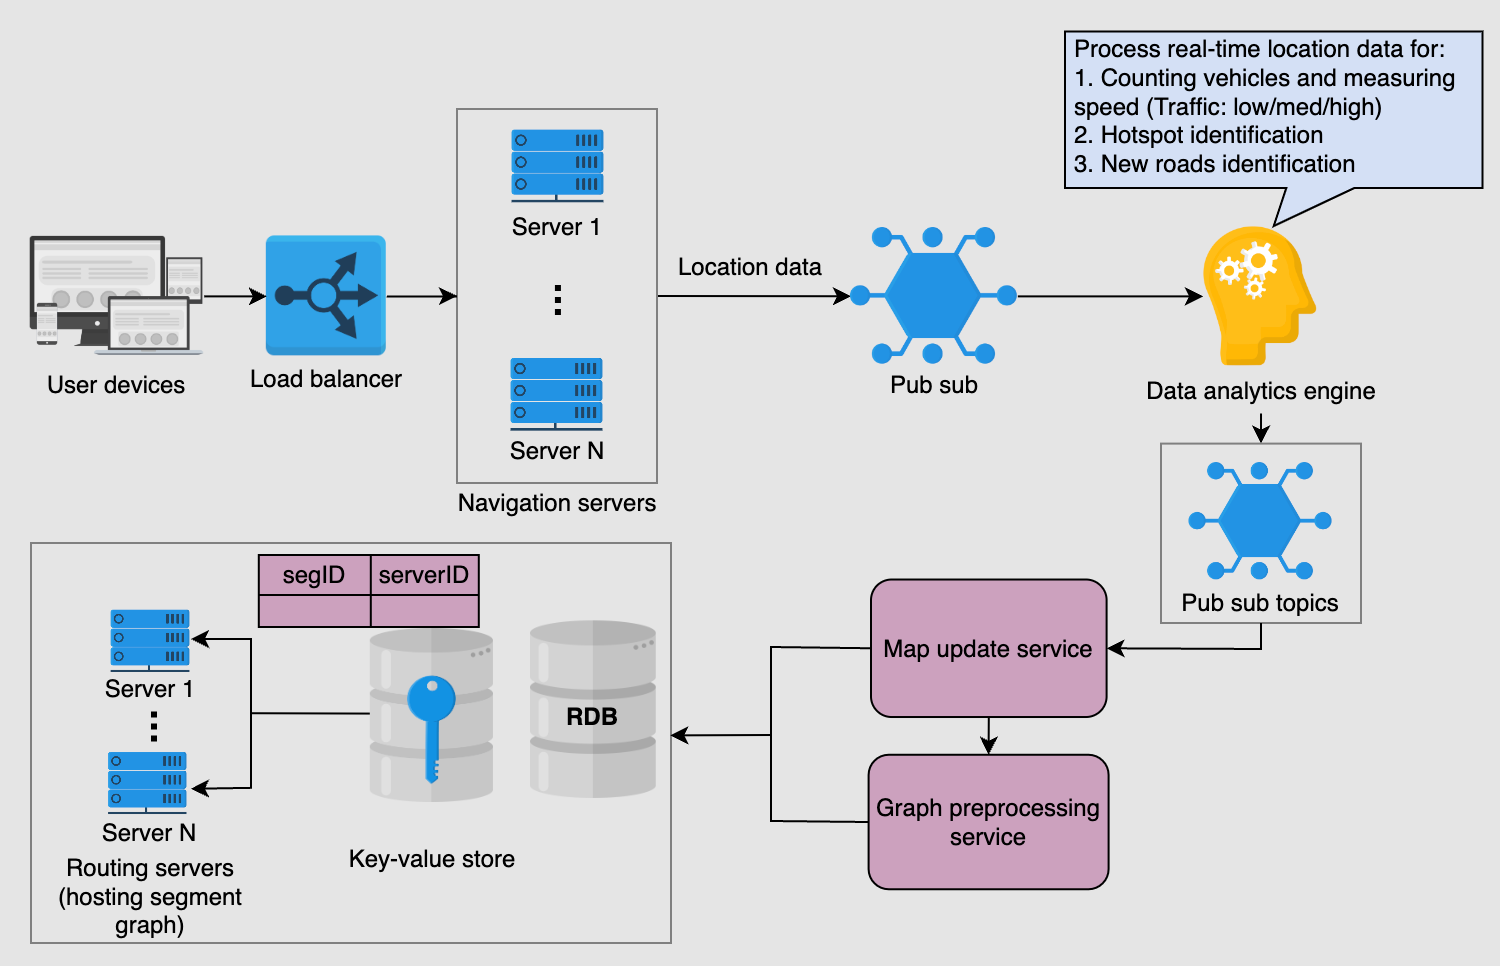 Process real-time location data for:
1. Counting vehicles and measuring
speed (Traffic: low/med/high)
2. Hotspot identification
3. New roads identification
User devices
Load balancer
Server 1
Server N
Navigation servers
Location data
Pub sub
Data analytics engine
Pub sub topics
Map update service
Graph preprocessing
service
RDB
segID
serverID
Key-value store
Server 1
Server N
Routing servers
(hosting segment
graph)